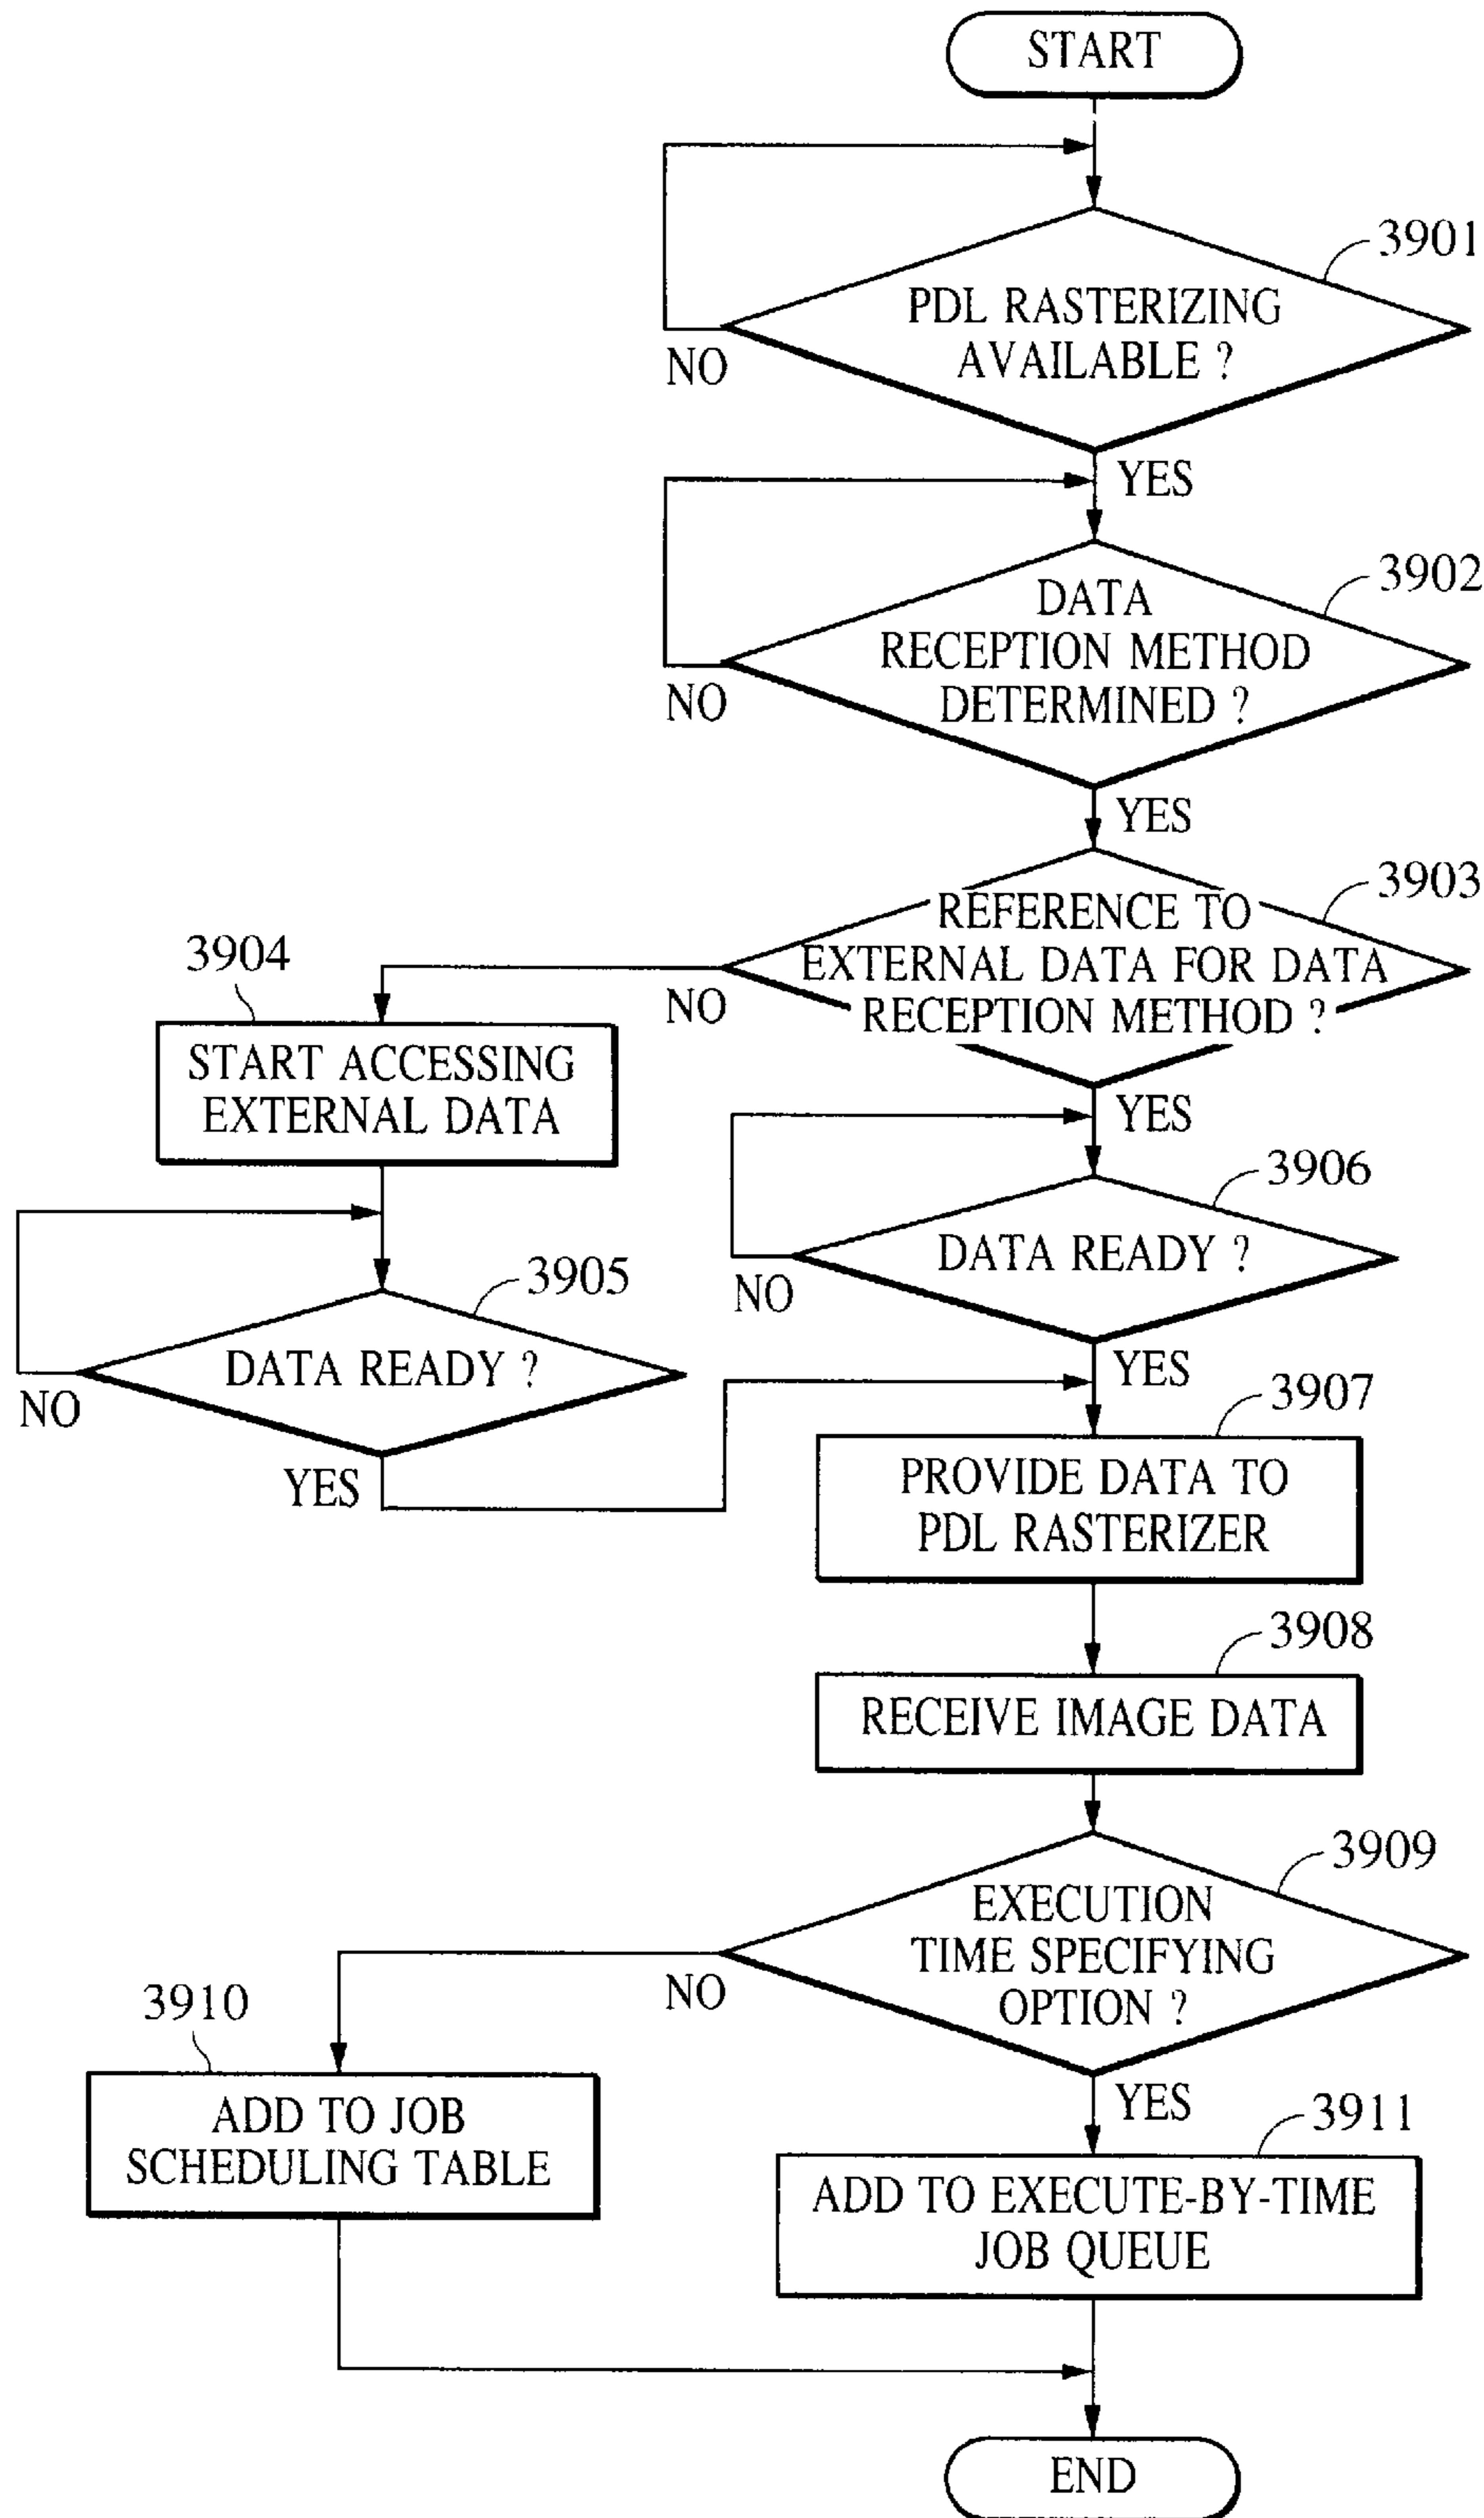 START
3901
PDL RASTERIZING
AVAILABLE ?
NO
YES
3902
DATA
RECEPTION METHOD
DETERMINED ?
NO
YES
3903
REFERENCE TO
EXTERNAL DATA FOR DATA
RECEPTION METHOD ?
NO
YES
3904
START ACCESSING
EXTERNAL DATA
3906
DATA READY ?
NO
YES
3905
DATA READY ?
NO
YES
3907
PROVIDE DATA TO
PDL RASTERIZER
3908
RECEIVE IMAGE DATA
3909
EXECUTION
TIME SPECIFYING
OPTION ?
NO
YES
3910
ADD TO JOB
SCHEDULING TABLE
3911
ADD TO EXECUTE-BY-TIME
JOB QUEUE
END